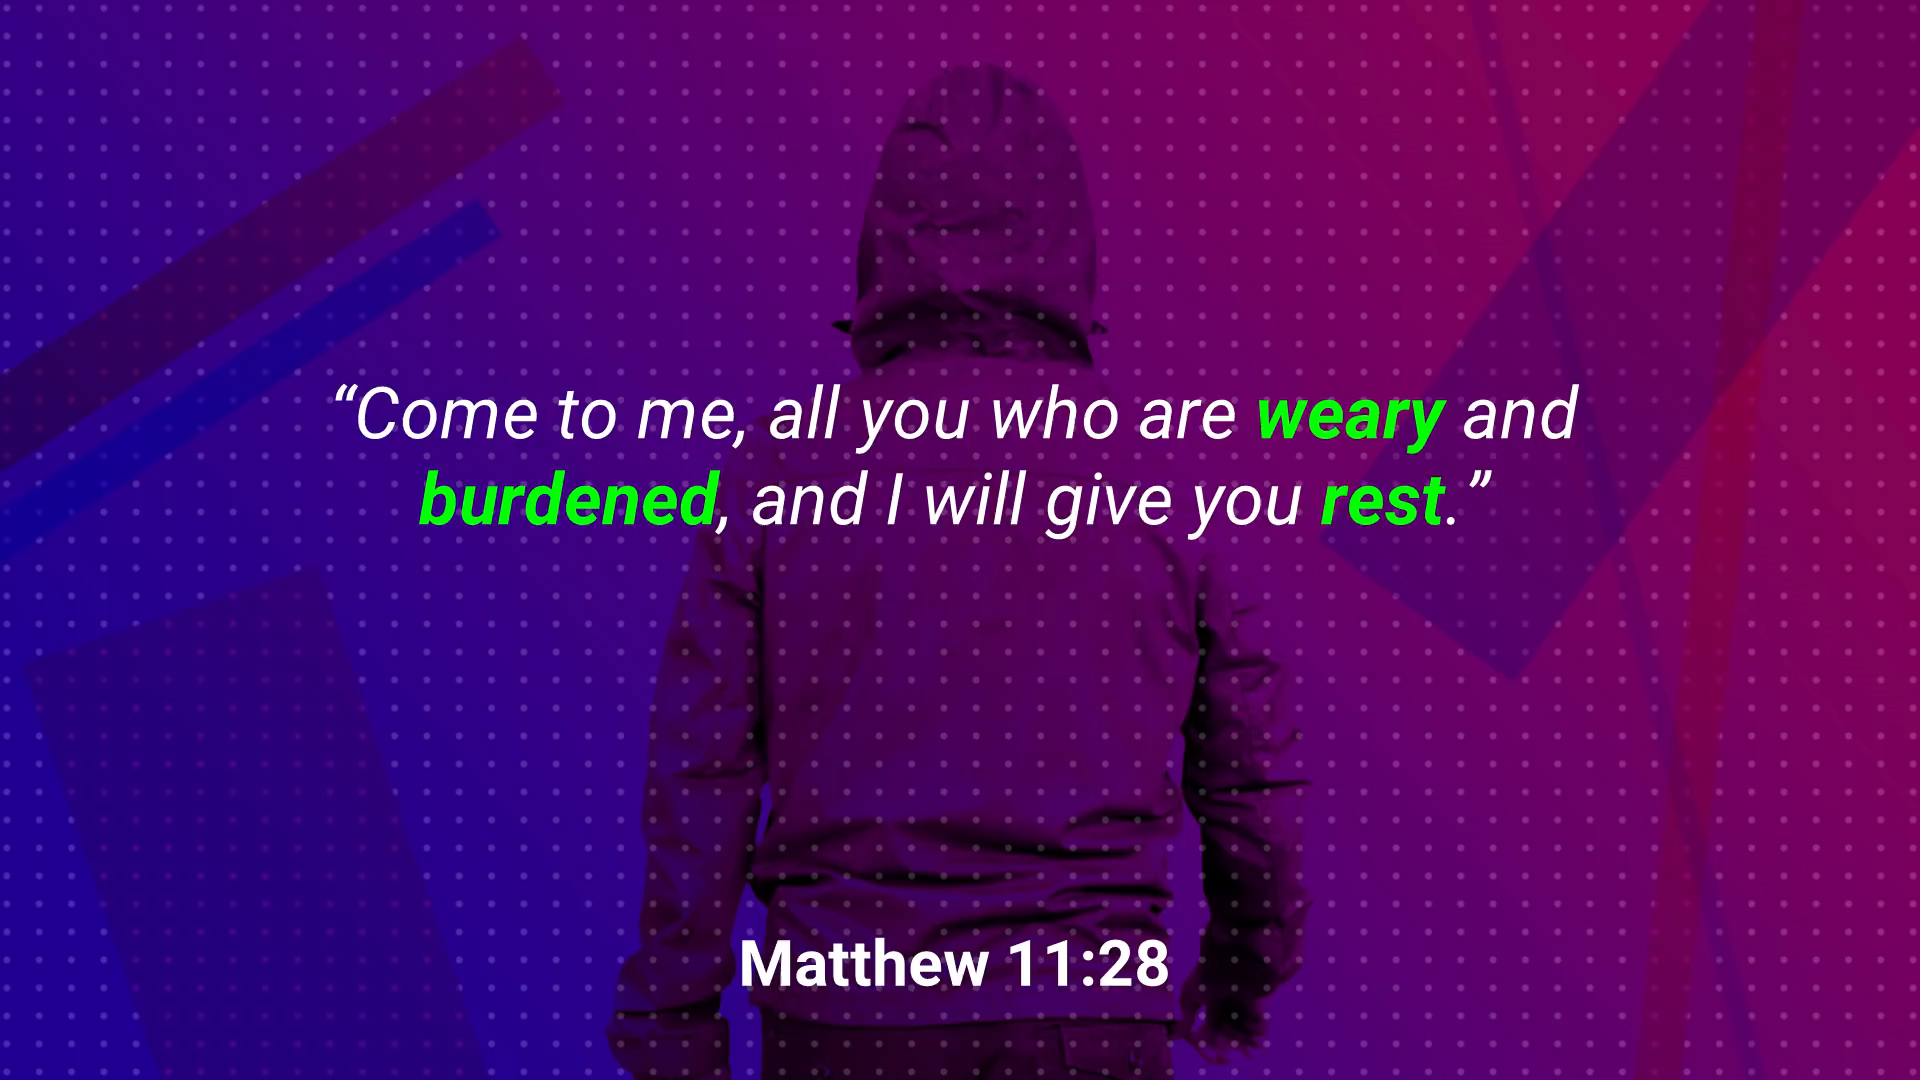 “Come to me, all you who are weary and
burdened, and I will give you rest.”
Matthew 11:28